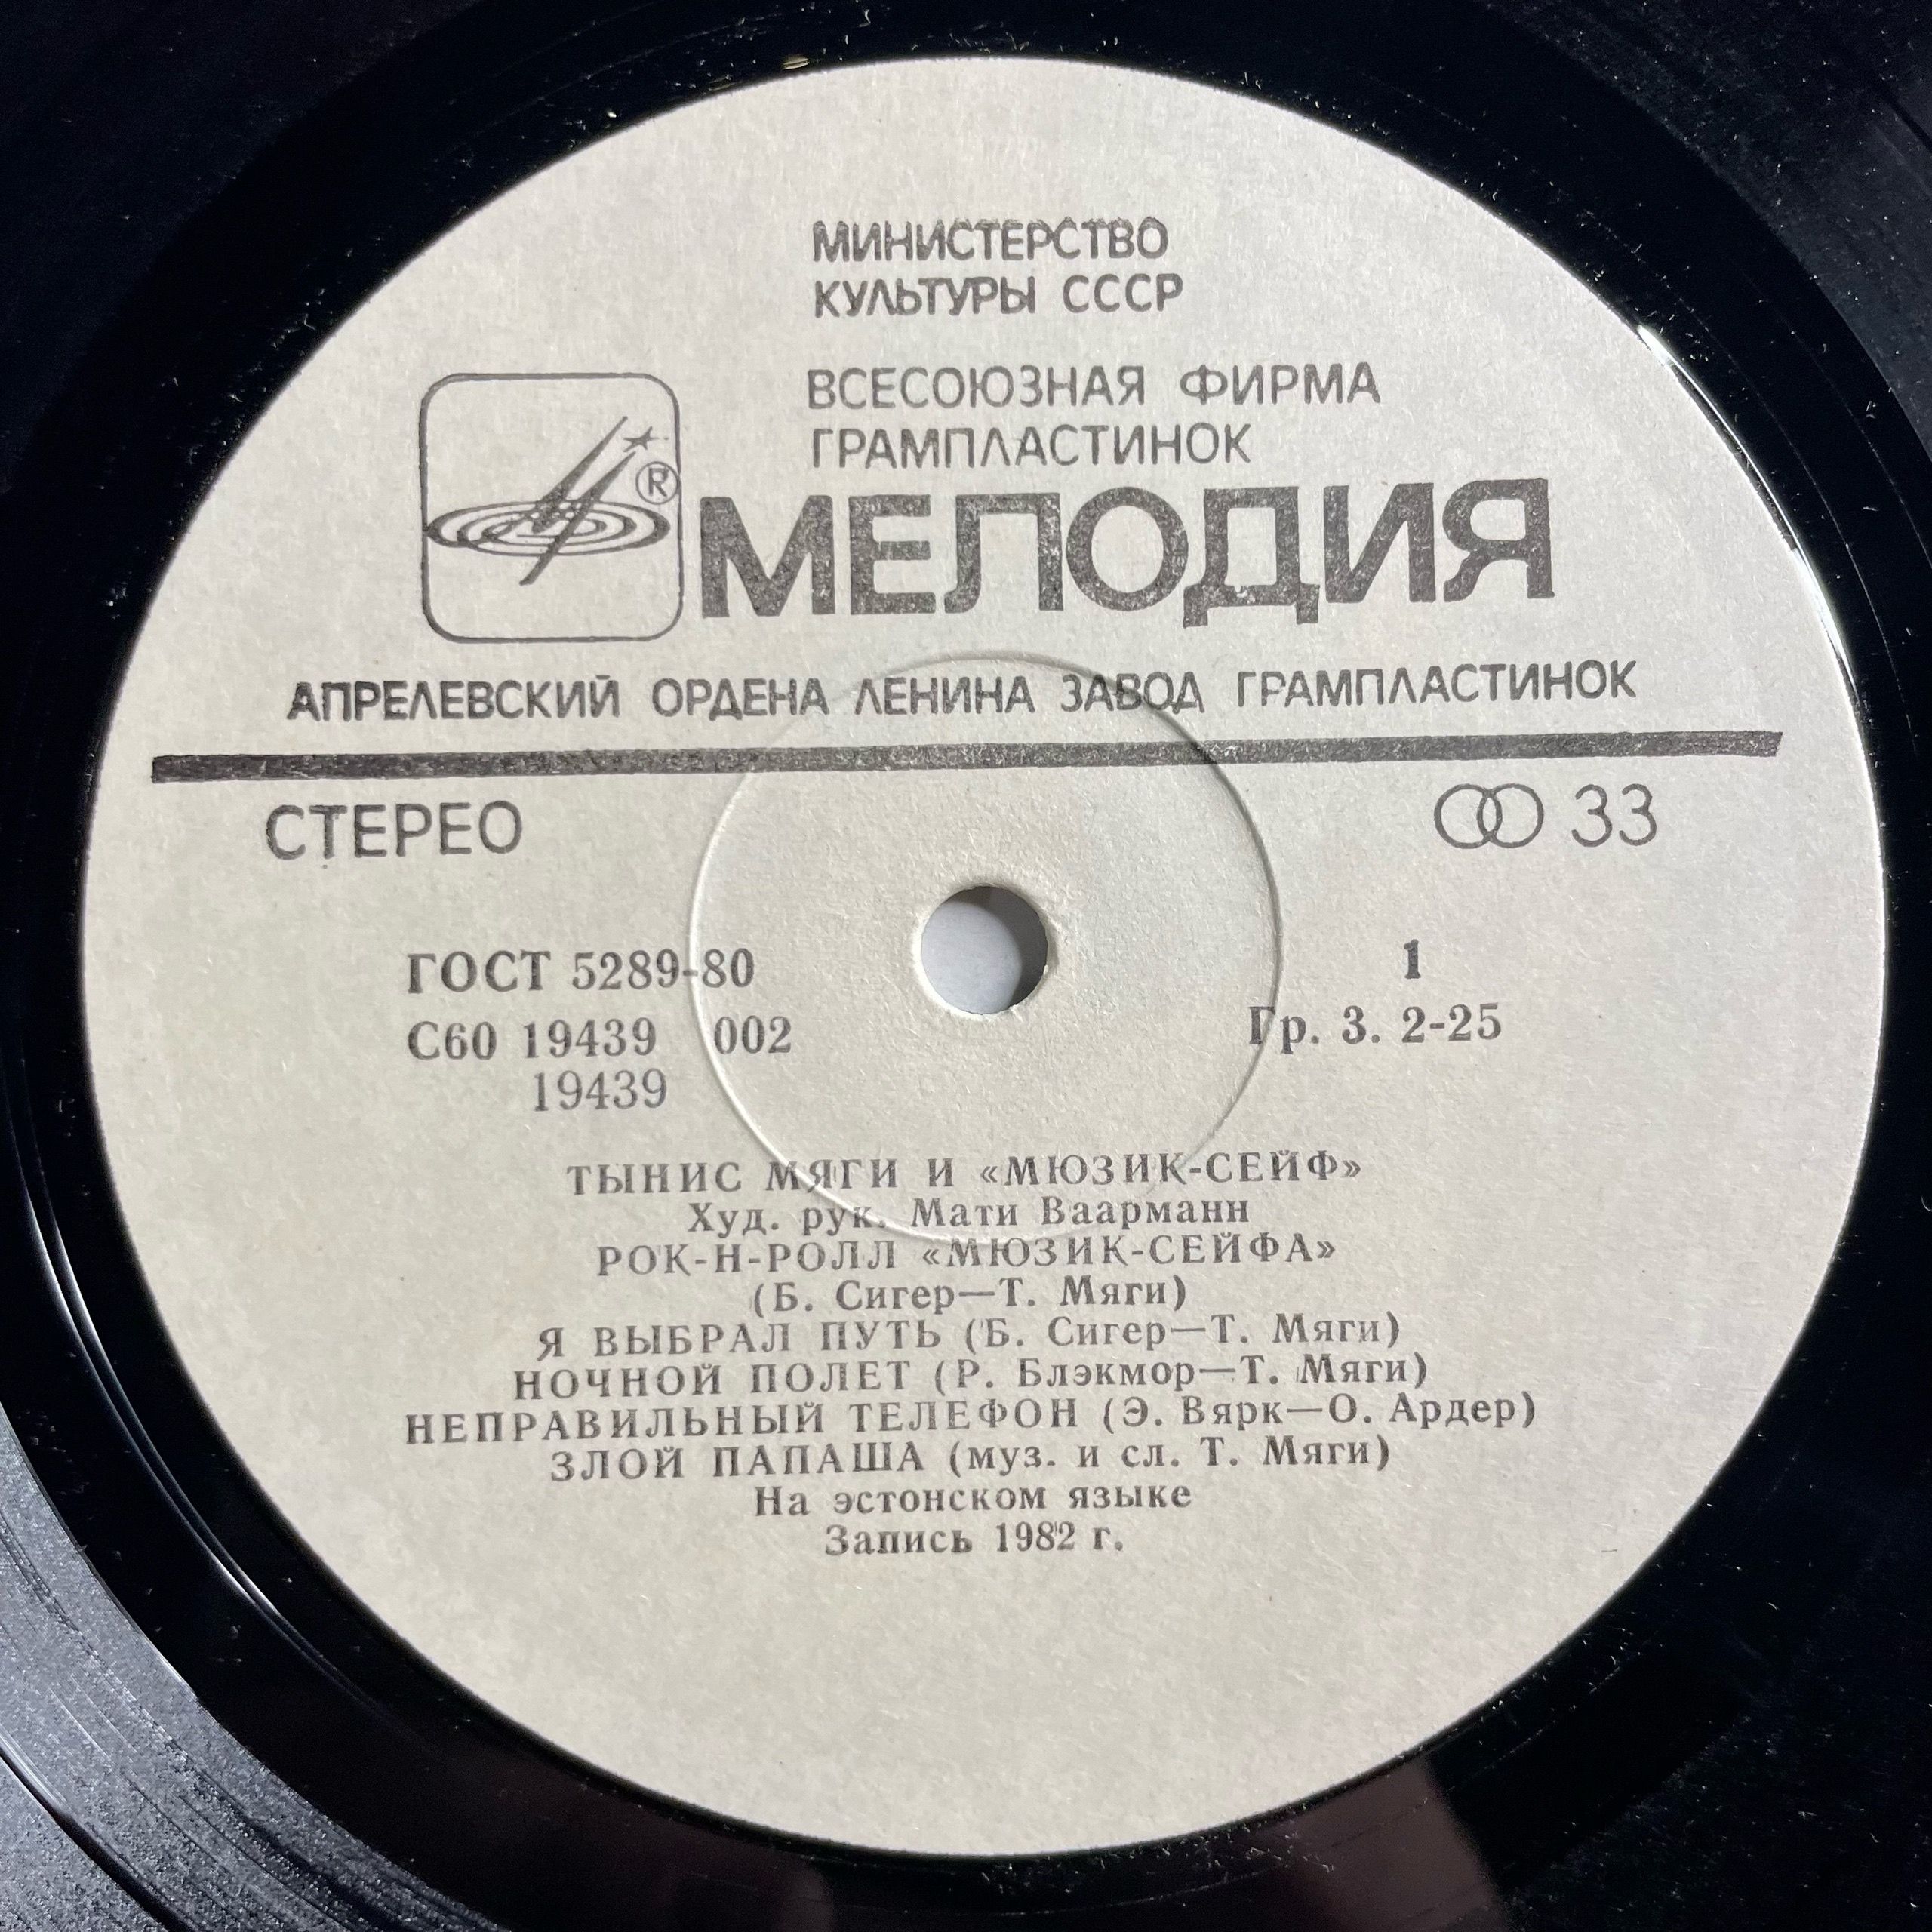 МИНИСТЕРСТВО
КУЛЬТУРЫ СССР
ВСЕСОЮЗНАЯ ФИРМА
ГРАМПЛАСТИНОК
®
МЕЛОДИЯ
АПРЕЛЕВСКИЙ ОРДЕНА ЛЕНИНА ЗАВОД ГРАМПЛАСТИНОК
СТЕРЕО
33
ГОСТ 5289-80
1
С60 19439 002
Гр. 3. 2-25
19439
ТЫНИС МЯГИ И «МЮЗИК-СЕЙФ»
Худ. рук. Мати Ваарманн
РОК-Н-РОЛЛ «МЮЗИК-СЕЙФА»
(Б. Сигер—Т. Мяги)
Я ВЫБРАЛ ПУТЬ (Б. Сигер—Т. Мяги)
НОЧНОЙ ПОЛЕТ (Р. Блэкмор—Т. Мяги)
НЕПРАВИЛЬНЫЙ ТЕЛЕФОН (Э. Вярк—О. Ардер)
ЗЛОЙ ПАПАША (муз. и сл. Т. Мяги)
На эстонском языке
Запись 1982 г.